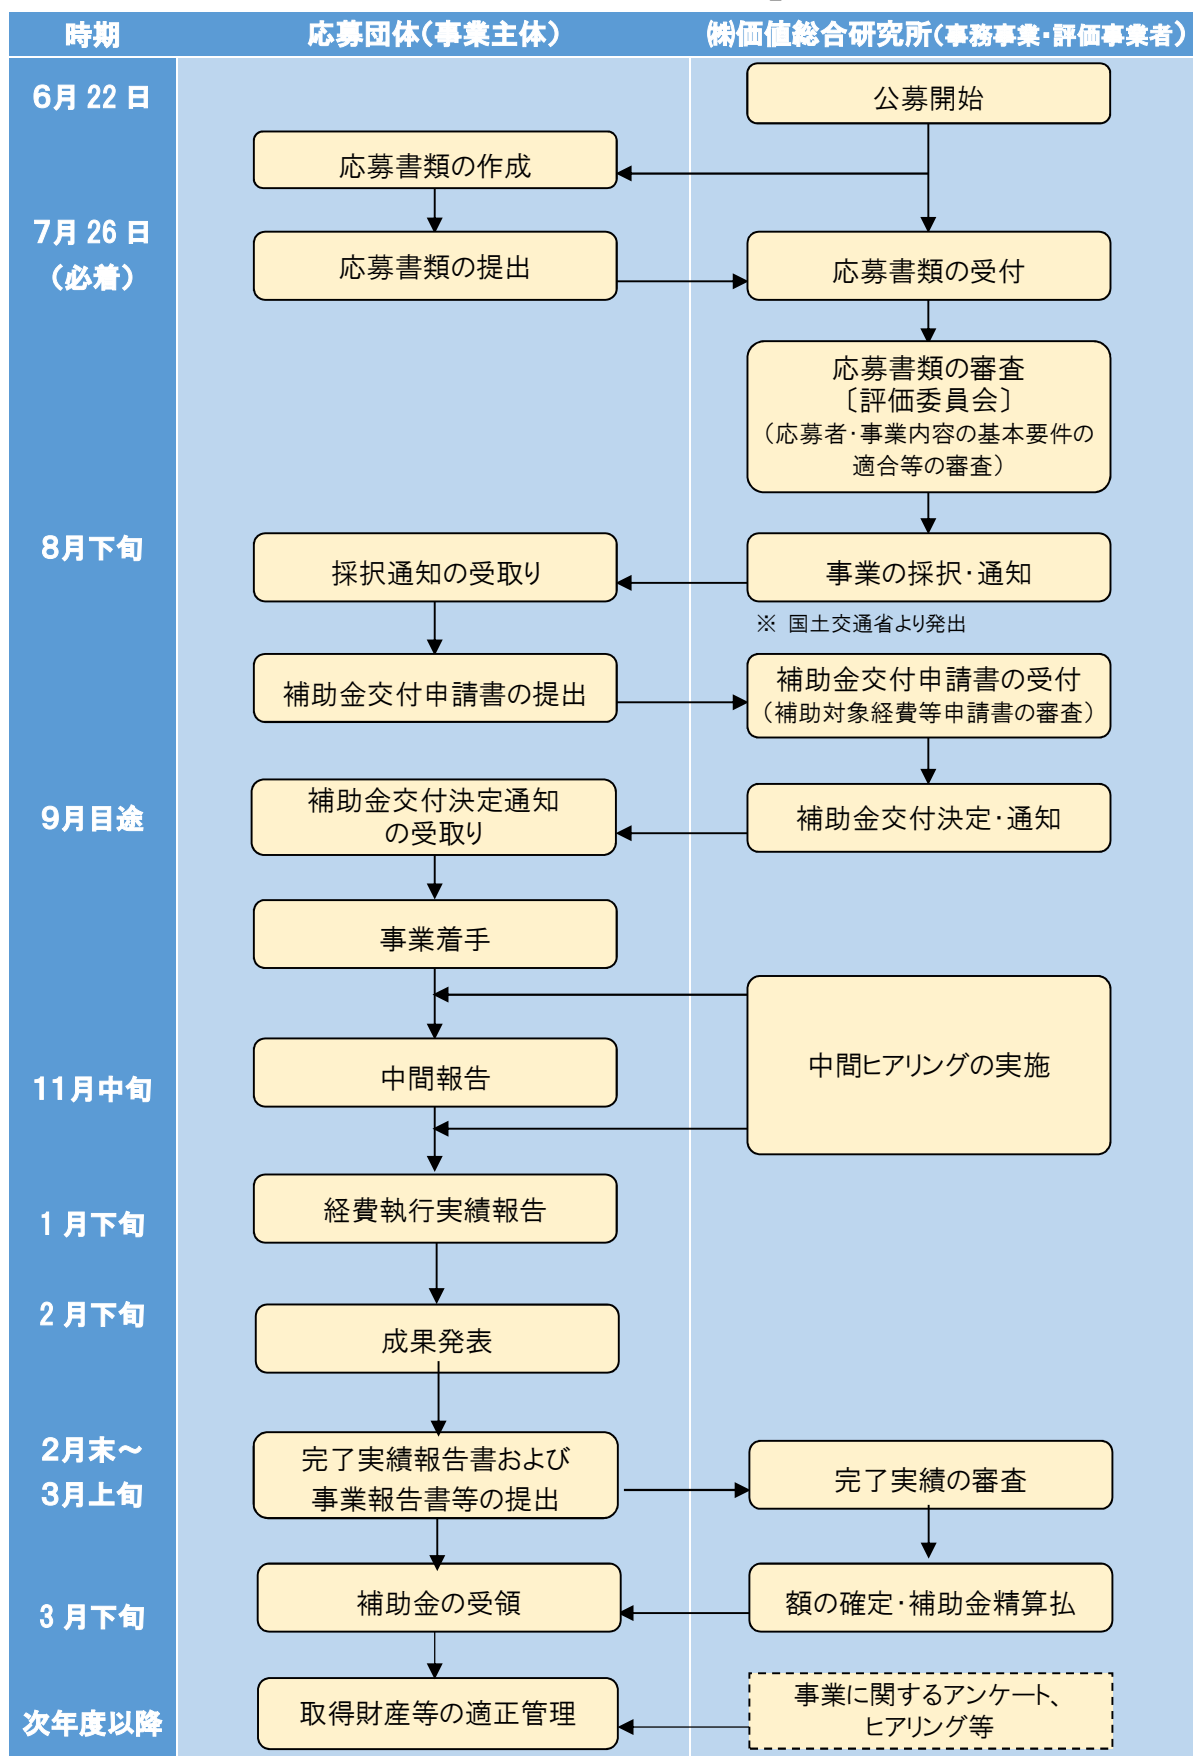 時期
応募団体（事業主体）
㈱価値総合研究所（事務事業・評価事業者）
６月 22 日
公募開始
応募書類の作成
７月 26 日
（必着）
応募書類の提出
応募書類の受付
応募書類の審査
〔評価委員会〕
（応募者・事業内容の基本要件の
適合等の審査）
８月下旬
採択通知の受取り
事業の採択・通知
※ 国土交通省より発出
補助金交付申請書の提出
補助金交付申請書の受付
（補助対象経費等申請書の審査）
９月目途
補助金交付決定通知
の受取り
補助金交付決定・通知
事業着手
中間ヒアリングの実施
11月中旬
中間報告
１月下旬
経費執行実績報告
２月下旬
成果発表
２月末～
３月上旬
完了実績報告書および
事業報告書等の提出
完了実績の審査
３月下旬
補助金の受領
額の確定・補助金精算払
次年度以降
取得財産等の適正管理
事業に関するアンケート、
ヒアリング等